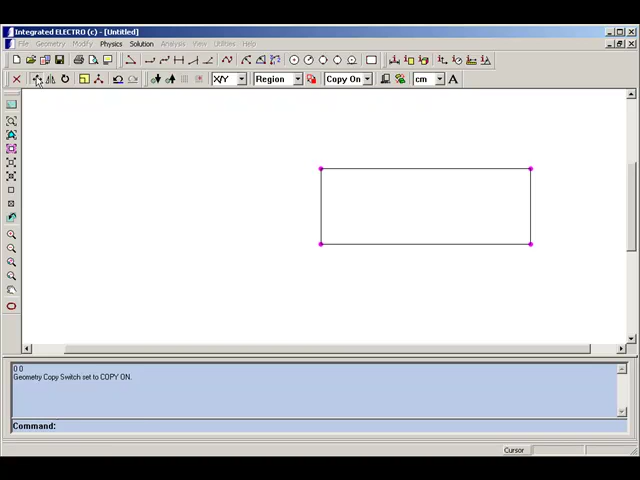 Integrated ELECTRO (c) - [Untitled]
File Geometry Modify Physics Solution Analysis View Utilities Help
X/Y Region Copy On cm A
0 0
Geometry Copy Switch set to COPY ON.
Command:
Cursor